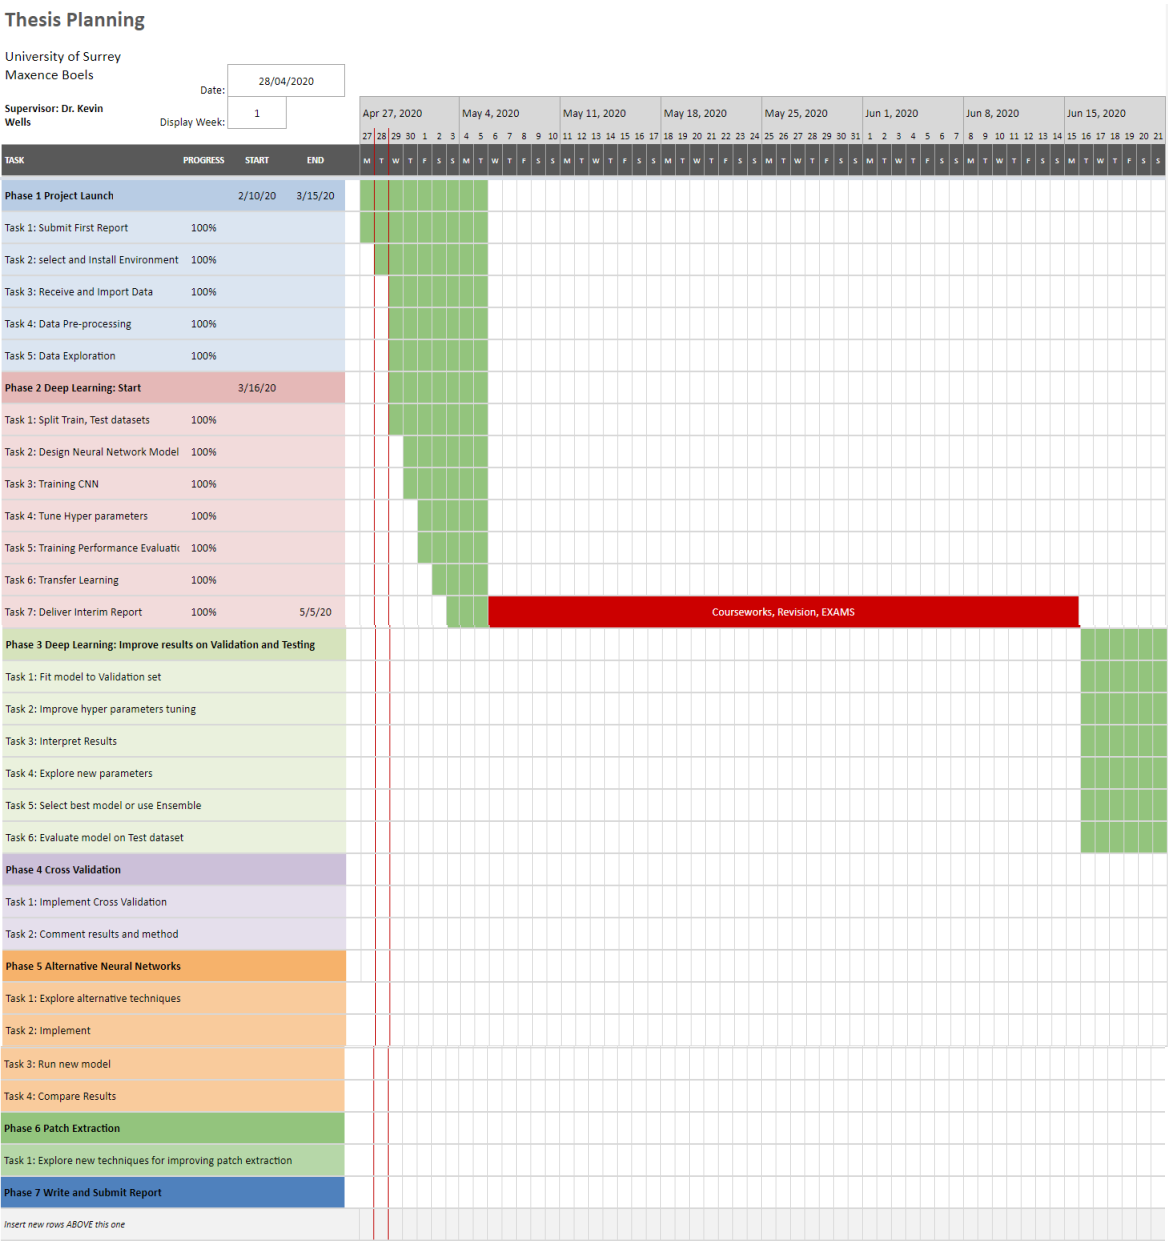 Thesis Planning
University of Surrey
Maxence Boels
Date: 28/04/2020
Supervisor: Dr. Kevin Wells
Display Week: 1
Apr 27, 2020 May 4, 2020 May 11, 2020 May 18, 2020 May 25, 2020 Jun 1, 2020 Jun 8, 2020 Jun 15, 2020
27 28 29 30 1 2 3 4 5 6 7 8 9 10 11 12 13 14 15 16 17 18 19 20 21 22 23 24 25 26 27 28 29 30 31 1 2 3 4 5 6 7 8 9 10 11 12 13 14 15 16 17 18 19 20 21
TASK PROGRESS START END M T W T F S S M T W T F S S M T W T F S S M T W T F S S M T W T F S S M T W T F S S M T W T F S S M T W T F S S
Phase 1 Project Launch 2/10/20 3/15/20
Task 1: Submit First Report 100%
Task 2: select and Install Environment 100%
Task 3: Receive and Import Data 100%
Task 4: Data Pre-processing 100%
Task 5: Data Exploration 100%
Phase 2 Deep Learning: Start 3/16/20
Task 1: Split Train, Test datasets 100%
Task 2: Design Neural Network Model 100%
Task 3: Training CNN 100%
Task 4: Tune Hyper parameters 100%
Task 5: Training Performance Evaluatic 100%
Task 6: Transfer Learning 100%
Task 7: Deliver Interim Report 100% 5/5/20 Courseworks, Revision, EXAMS
Phase 3 Deep Learning: Improve results on Validation and Testing
Task 1: Fit model to Validation set
Task 2: Improve hyper parameters tuning
Task 3: Interpret Results
Task 4: Explore new parameters
Task 5: Select best model or use Ensemble
Task 6: Evaluate model on Test dataset
Phase 4 Cross Validation
Task 1: Implement Cross Validation
Task 2: Comment results and method
Phase 5 Alternative Neural Networks
Task 1: Explore alternative techniques
Task 2: Implement
Task 3: Run new model
Task 4: Compare Results
Phase 6 Patch Extraction
Task 1: Explore new techniques for improving patch extraction
Phase 7 Write and Submit Report
Insert new rows ABOVE this one